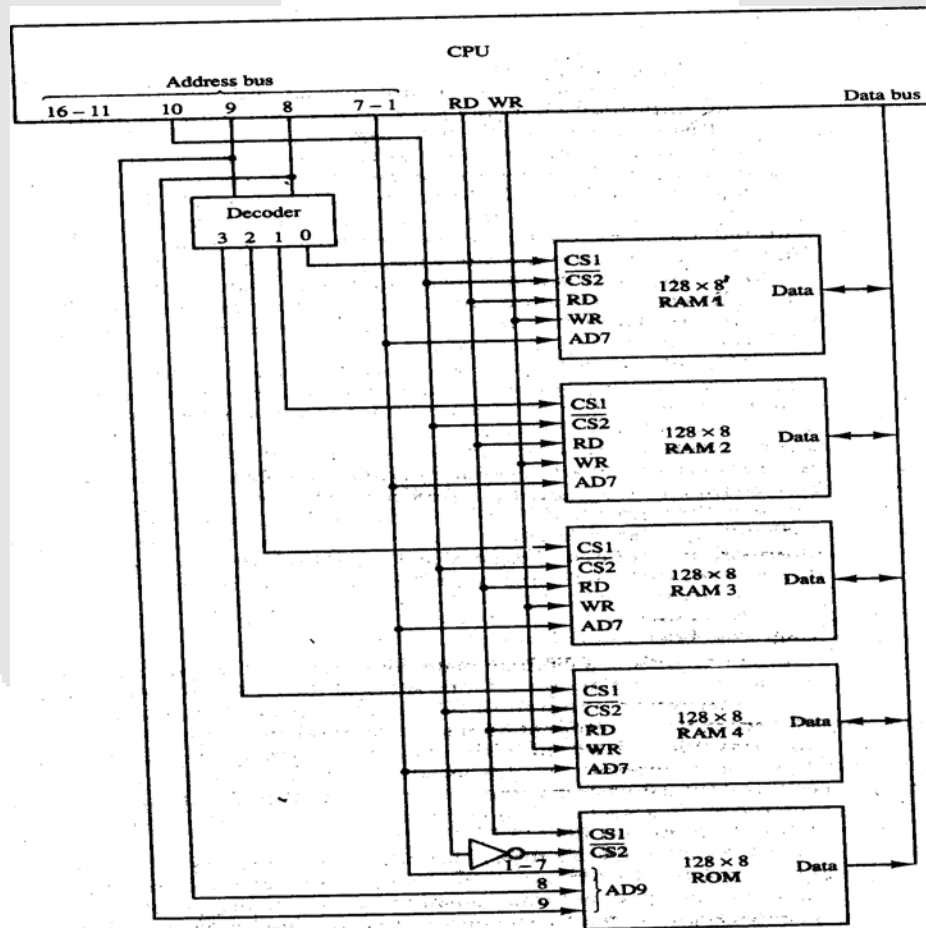 CPU
Address bus
16 – 11 10 9 8 7 – 1 RD WR Data bus
Decoder
3 2 1 0
CS1
CS2
RD
WR
AD7
128 × 8
RAM 1
Data
CS1
CS2
RD
WR
AD7
128 × 8
RAM 2
Data
CS1
CS2
RD
WR
AD7
128 × 8
RAM 3
Data
CS1
CS2
RD
WR
AD7
128 × 8
RAM 4
Data
CS1
CS2
1 – 7
8
9
AD9
128 × 8
ROM
Data